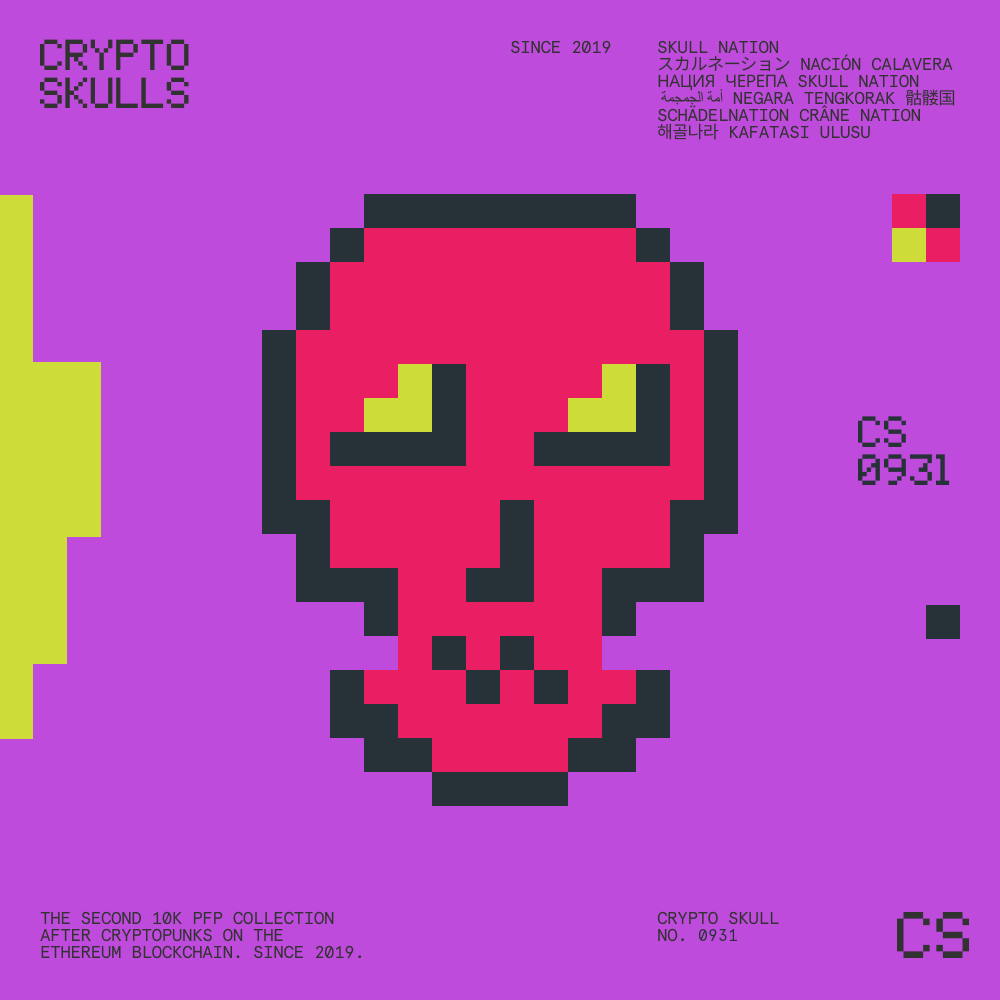 CRYPTO
SKULLS
SINCE 2019
SKULL NATION
スカルネーション NACIÓN CALAVERA
НАЦИЯ ЧЕРЕПА SKULL NATION
أمة الجمجمة NEGARA TENGKORAK 骷髅国
SCHÄDELNATION CRÂNE NATION
해골나라 KAFATASI ULUSU
CS
0931
THE SECOND 10K PFP COLLECTION
AFTER CRYPTOPUNKS ON THE
ETHEREUM BLOCKCHAIN. SINCE 2019.
CRYPTO SKULL
NO. 0931
CS